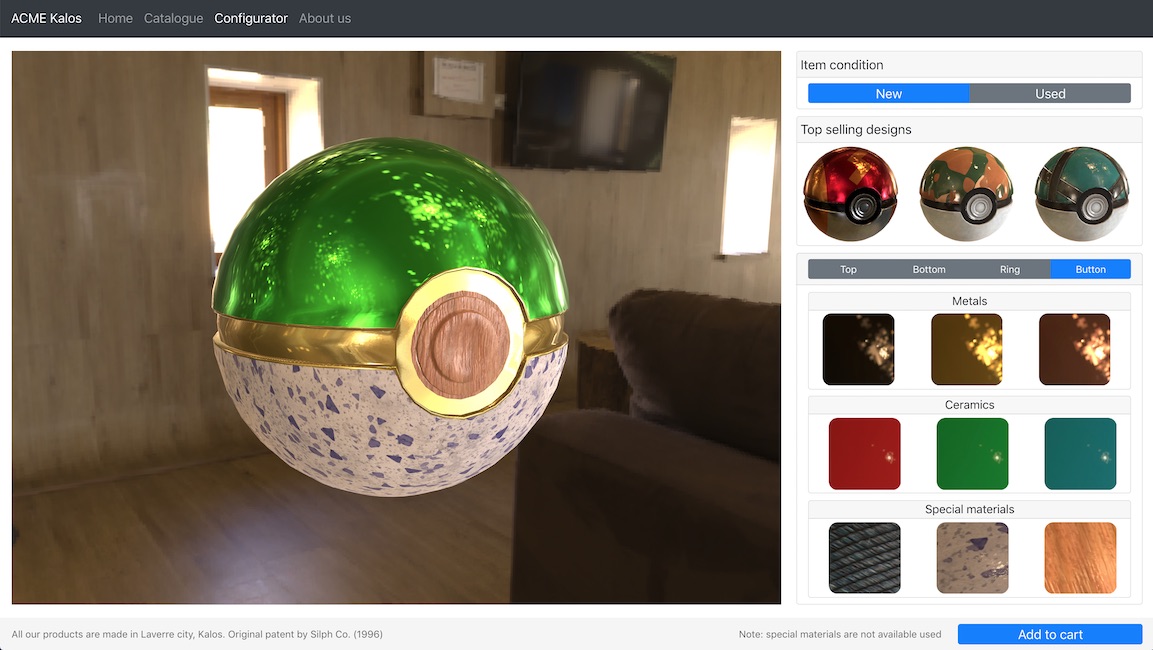 ACME Kalos Home Catalogue Configurator About us
Item condition
New Used
Top selling designs
Top Bottom Ring Button
Metals
Ceramics
Special materials
All our products are made in Laverre city, Kalos. Original patent by Silph Co. (1996)
Note: special materials are not available used
Add to cart